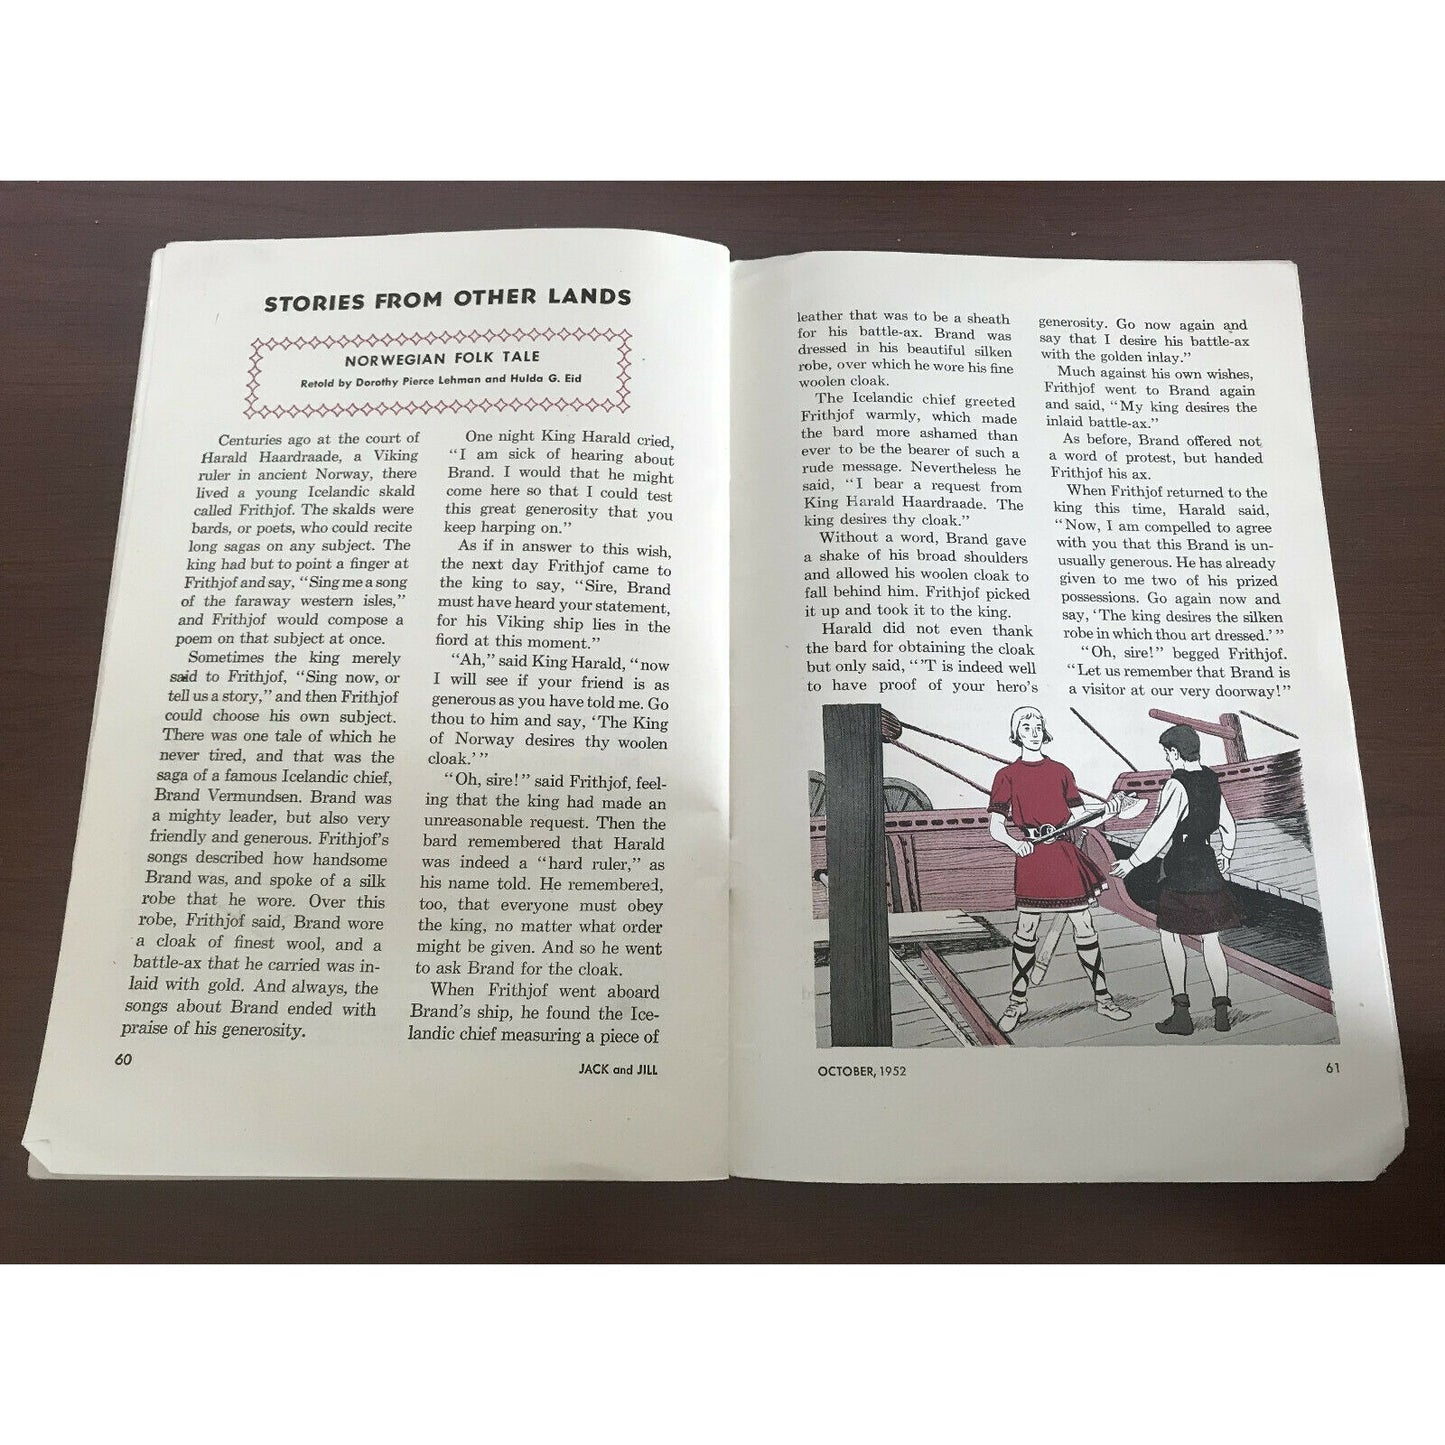 STORIES FROM OTHER LANDS
NORWEGIAN FOLK TALE
Retold by Dorothy Pierce Lehman and Hulda G. Eid
Centuries ago at the court of
Harald Haardraade, a Viking
ruler in ancient Norway, there
lived a young Icelandic skald
called Frithjof. The skalds were
bards, or poets, who could recite
long sagas on any subject. The
king had but to point a finger at
Frithjof and say, “Sing me a song
of the faraway western isles,”
and Frithjof would compose a
poem on that subject at once.
Sometimes the king merely
said to Frithjof, “Sing now, or
tell us a story,” and then Frithjof
could choose his own subject.
There was one tale of which he
never tired, and that was the
saga of a famous Icelandic chief,
Brand Vermundsen. Brand was
a mighty leader, but also very
friendly and generous. Frithjof’s
songs described how handsome
Brand was, and spoke of a silk
robe that he wore. Over this
robe, Frithjof said, Brand wore
a cloak of finest wool, and a
battle-ax that he carried was in-
laid with gold. And always, the
songs about Brand ended with
praise of his generosity.
One night King Harald cried,
“I am sick of hearing about
Brand. I would that he might
come here so that I could test
this great generosity that you
keep harping on.”
As if in answer to this wish,
the next day Frithjof came to
the king to say, “Sire, Brand
must have heard your statement,
for his Viking ship lies in the
fiord at this moment.”
“Ah,” said King Harald, “now
I will see if your friend is as
generous as you have told me. Go
thou to him and say, ‘The King
of Norway desires thy woolen
cloak.’ ”
“Oh, sire!” said Frithjof, feel-
ing that the king had made an
unreasonable request. Then the
bard remembered that Harald
was indeed a “hard ruler,” as
his name told. He remembered,
too, that everyone must obey
the king, no matter what order
might be given. And so he went
to ask Brand for the cloak.
When Frithjof went aboard
Brand’s ship, he found the Ice-
landic chief measuring a piece of
60
JACK and JILL
leather that was to be a sheath
for his battle-ax. Brand was
dressed in his beautiful silken
robe, over which he wore his fine
woolen cloak.
The Icelandic chief greeted
Frithjof warmly, which made
the bard more ashamed than
ever to be the bearer of such a
rude message. Nevertheless he
said, “I bear a request from
King Harald Haardraade. The
king desires thy cloak.”
Without a word, Brand gave
a shake of his broad shoulders
and allowed his woolen cloak to
fall behind him. Frithjof picked
it up and took it to the king.
Harald did not even thank
the bard for obtaining the cloak
but only said, “ ’T is indeed well
to have proof of your hero’s
generosity. Go now again and
say that I desire his battle-ax
with the golden inlay.”
Much against his own wishes,
Frithjof went to Brand again
and said, “My king desires the
inlaid battle-ax.”
As before, Brand offered not
a word of protest, but handed
Frithjof his ax.
When Frithjof returned to the
king this time, Harald said,
“Now, I am compelled to agree
with you that this Brand is un-
usually generous. He has already
given to me two of his prized
possessions. Go again now and
say, ‘The king desires the silken
robe in which thou art dressed.’ ”
“Oh, sire!” begged Frithjof.
“Let us remember that Brand is
a visitor at our very doorway!”
OCTOBER, 1952
61